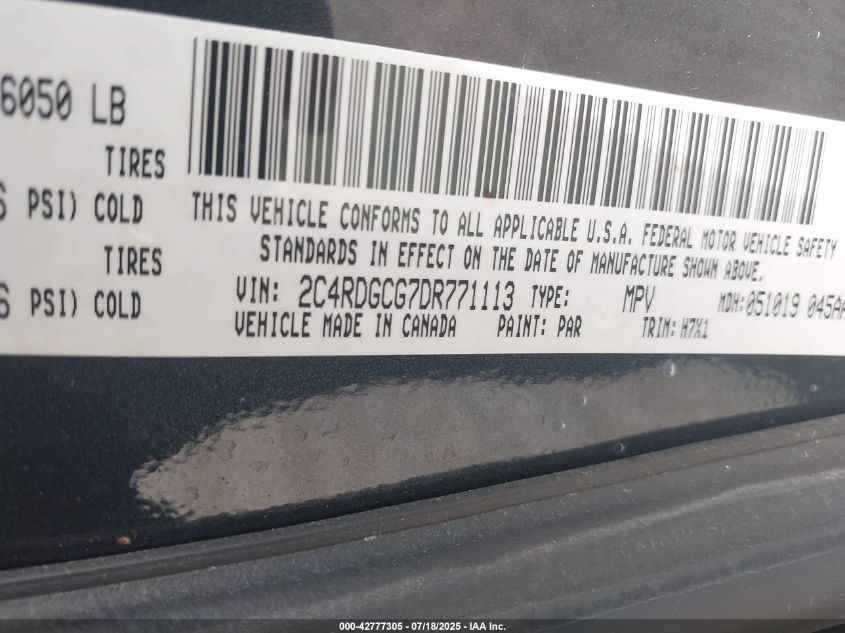 6050 LB
TIRES
PSI) COLD
TIRES
PSI) COLD
THIS VEHICLE CONFORMS TO ALL APPLICABLE U.S.A. FEDERAL MOTOR VEHICLE SAFETY
STANDARDS IN EFFECT ON THE DATE OF MANUFACTURE SHOWN ABOVE.
VIN: 2C4RDGCG7DR771113 TYPE: MPV MDH:051019 045AA
VEHICLE MADE IN CANADA PAINT: PAR TRIM: H7X1
000-42777305 - 07/18/2025 - IAA Inc.